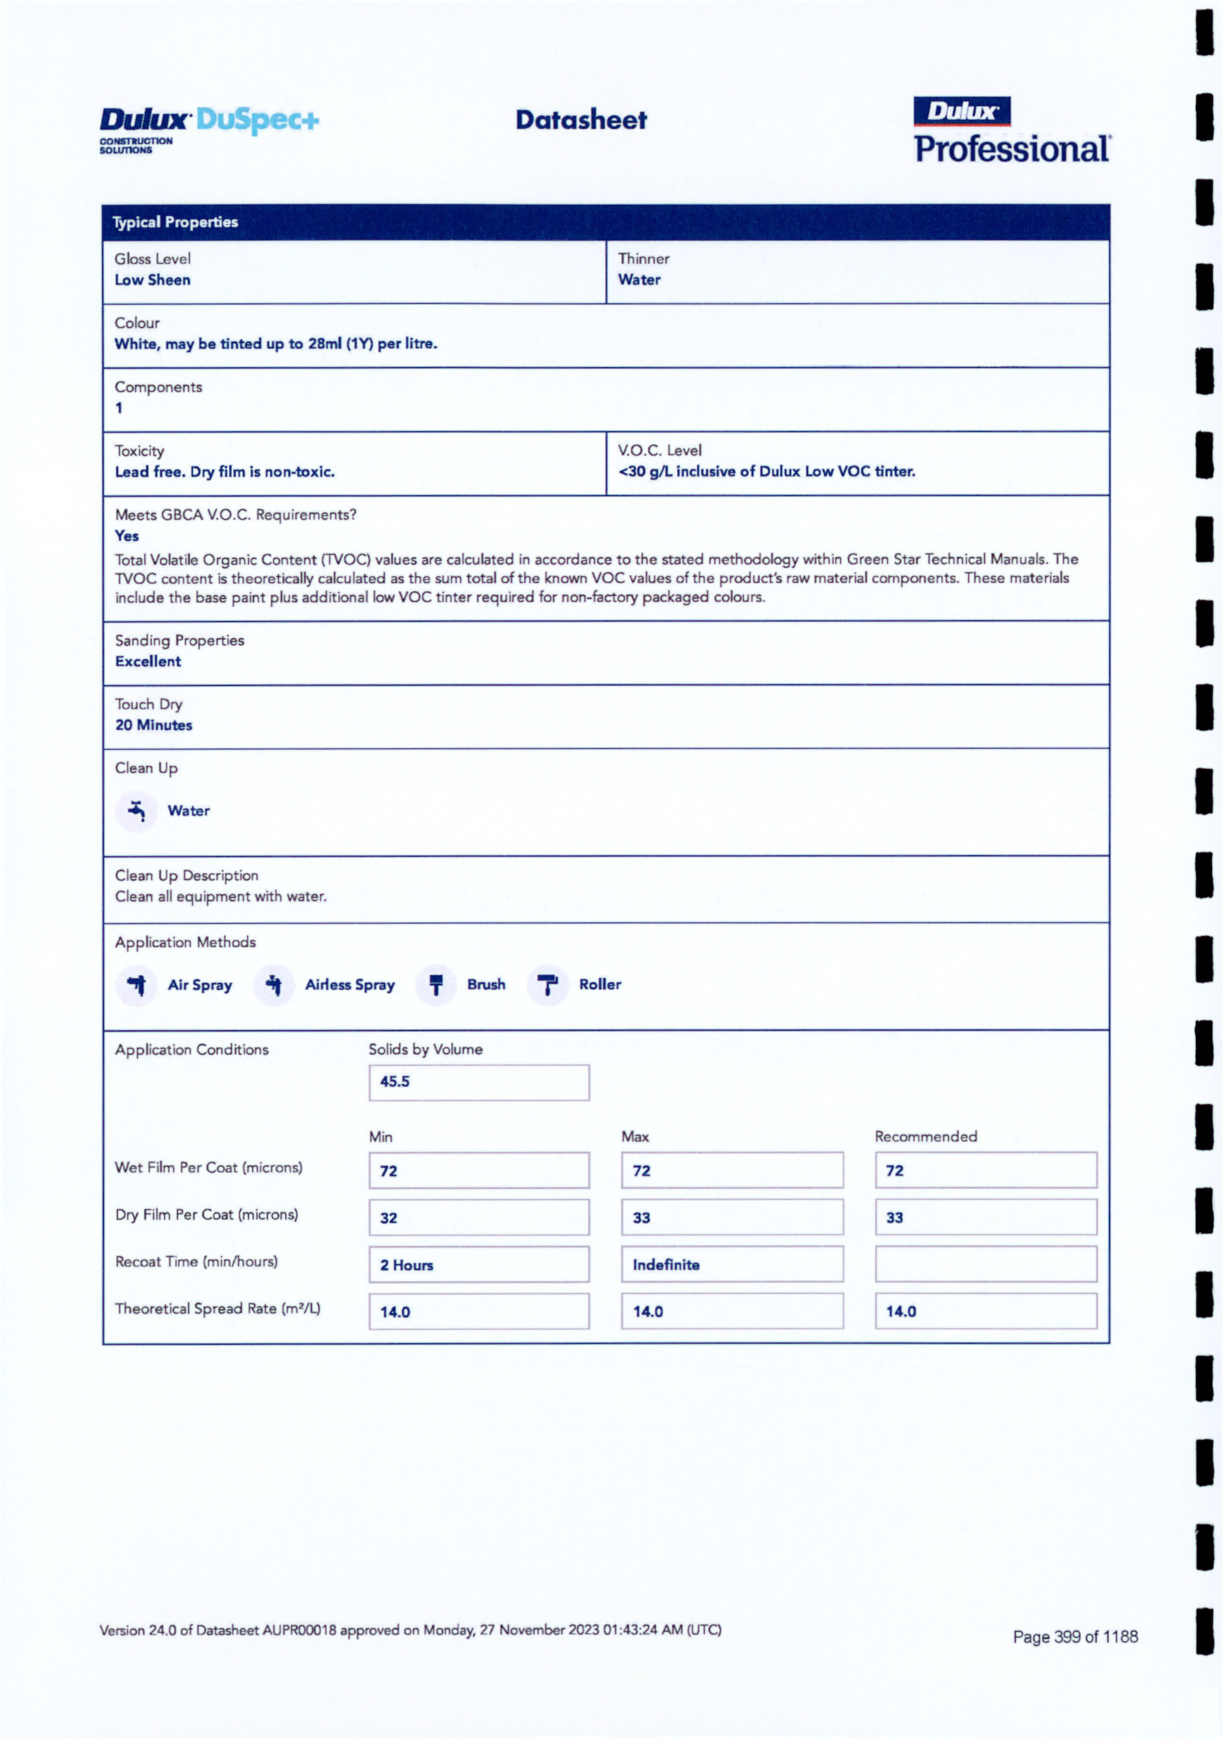 Dulux DuSpec+
CONSTRUCTION
SOLUTIONS
Datasheet
Dulux
Professional
Typical Properties
Gloss Level
Low Sheen
Thinner
Water
Colour
White, may be tinted up to 28ml (1Y) per litre.
Components
1
Toxicity
Lead free. Dry film is non-toxic.
V.O.C. Level
<30 g/L inclusive of Dulux Low VOC tinter.
Meets GBCA V.O.C. Requirements?
Yes
Total Volatile Organic Content (TVOC) values are calculated in accordance to the stated methodology within Green Star Technical Manuals. The
TVOC content is theoretically calculated as the sum total of the known VOC values of the product's raw material components. These materials
include the base paint plus additional low VOC tinter required for non-factory packaged colours.
Sanding Properties
Excellent
Touch Dry
20 Minutes
Clean Up
Water
Clean Up Description
Clean all equipment with water.
Application Methods
Air Spray Airless Spray Brush Roller
Application Conditions Solids by Volume
45.5
Min Max Recommended
Wet Film Per Coat (microns) 72 72 72
Dry Film Per Coat (microns) 32 33 33
Recoat Time (min/hours) 2 Hours Indefinite
Theoretical Spread Rate (m²/L) 14.0 14.0 14.0
Version 24.0 of Datasheet AUPR00018 approved on Monday, 27 November 2023 01:43:24 AM (UTC)
Page 399 of 1188